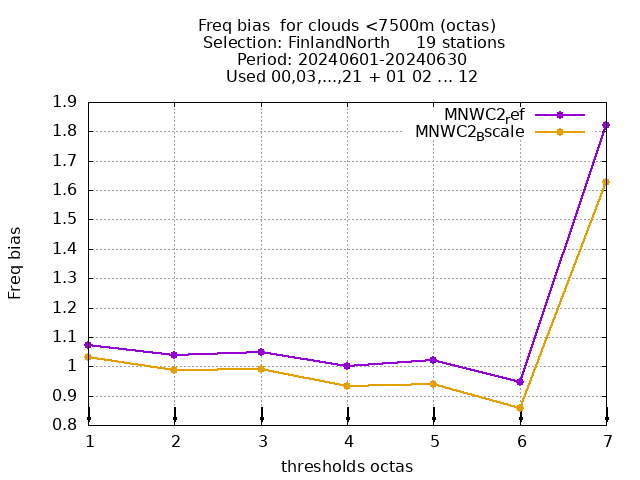 Freq bias  for clouds <7500m (octas)
Selection: FinlandNorth     19 stations
Period: 20240601-20240630
Used 00,03,...,21 + 01 02 ... 12
MNWC2ref
MNWC2Bscale
1.9
1.8
1.7
1.6
1.5
1.4
1.3
1.2
1.1
1
0.9
0.8
Freq bias
1 2 3 4 5 6 7
thresholds octas